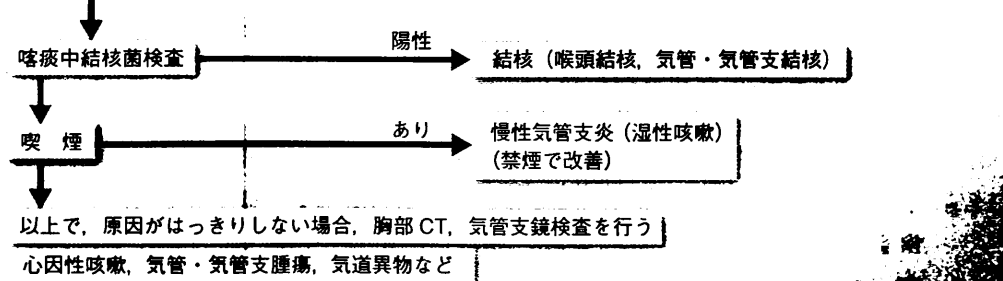 陽性
喀痰中結核菌検査
結核（喉頭結核，気管・気管支結核）
あり
喫　煙
慢性気管支炎（湿性咳嗽）
（禁煙で改善）
以上で，原因がはっきりしない場合，胸部 CT，気管支鏡検査を行う
心因性咳嗽，気管・気管支腫瘍，気道異物など